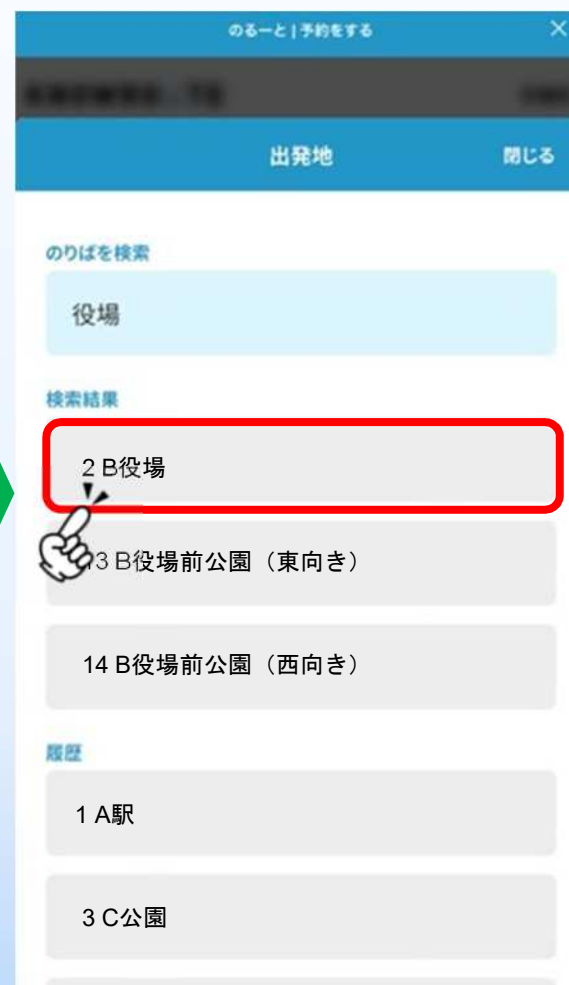 のるーと|予約をする ×
出発地 閉じる
のりばを検索
役場
検索結果
2 B役場
13 B役場前公園（東向き）
14 B役場前公園（西向き）
履歴
1 A駅
3 C公園